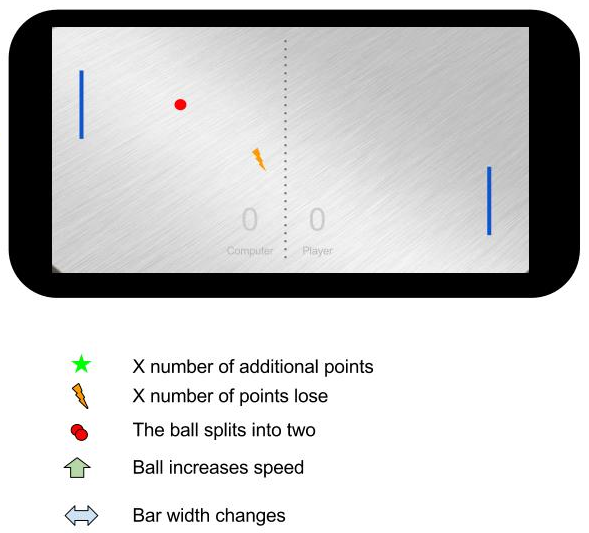 0 0
Computer Player
X number of additional points
X number of points lose
The ball splits into two
Ball increases speed
Bar width changes